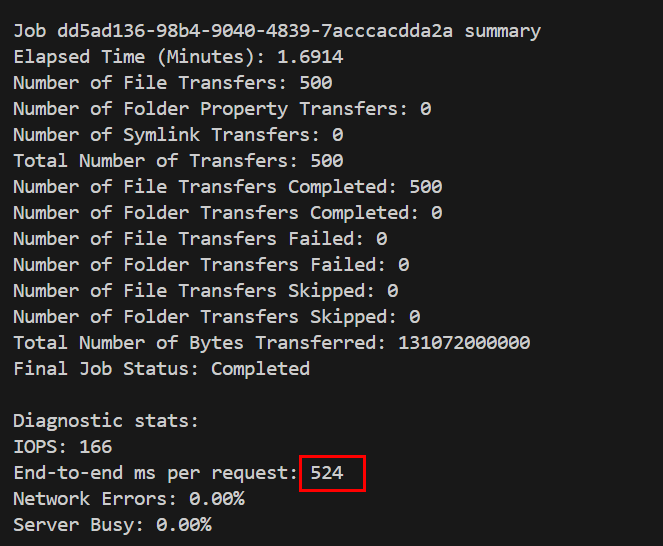 Job dd5ad136-98b4-9040-4839-7acccacdda2a summary
Elapsed Time (Minutes): 1.6914
Number of File Transfers: 500
Number of Folder Property Transfers: 0
Number of Symlink Transfers: 0
Total Number of Transfers: 500
Number of File Transfers Completed: 500
Number of Folder Transfers Completed: 0
Number of File Transfers Failed: 0
Number of Folder Transfers Failed: 0
Number of File Transfers Skipped: 0
Number of Folder Transfers Skipped: 0
Total Number of Bytes Transferred: 131072000000
Final Job Status: Completed
Diagnostic stats:
IOPS: 166
End-to-end ms per request: 524
Network Errors: 0.00%
Server Busy: 0.00%